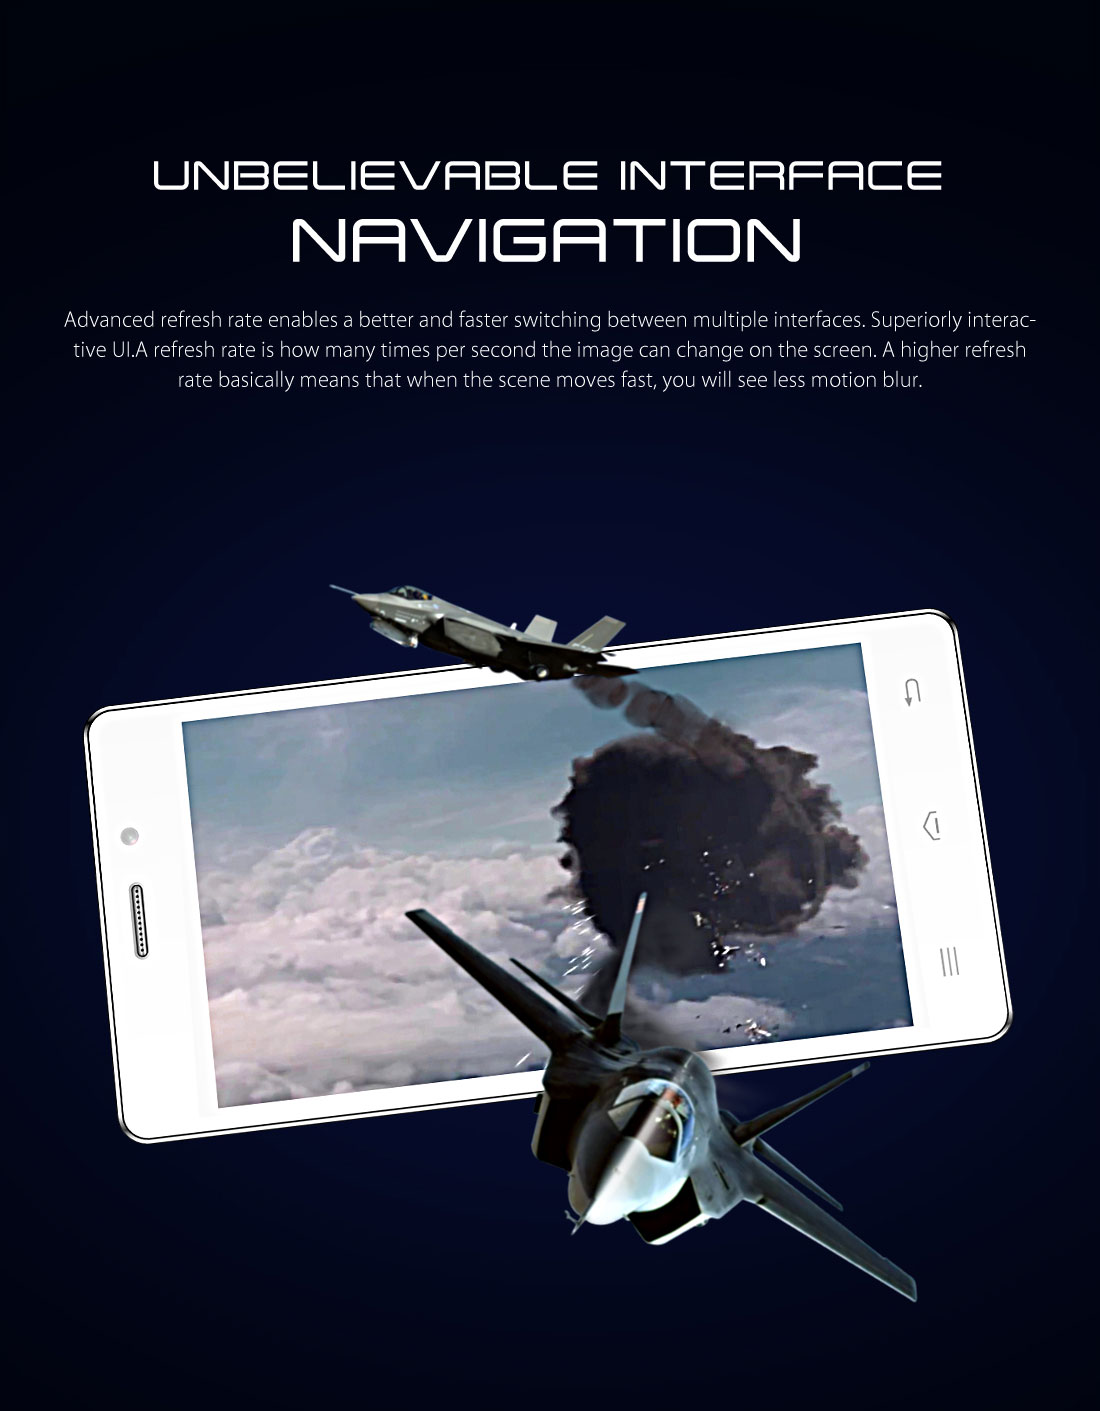 UNBELIEVABLE INTERFACE
NAVIGATION
Advanced refresh rate enables a better and faster switching between multiple interfaces. Superiorly interac-
tive UI.A refresh rate is how many times per second the image can change on the screen. A higher refresh
rate basically means that when the scene moves fast, you will see less motion blur.